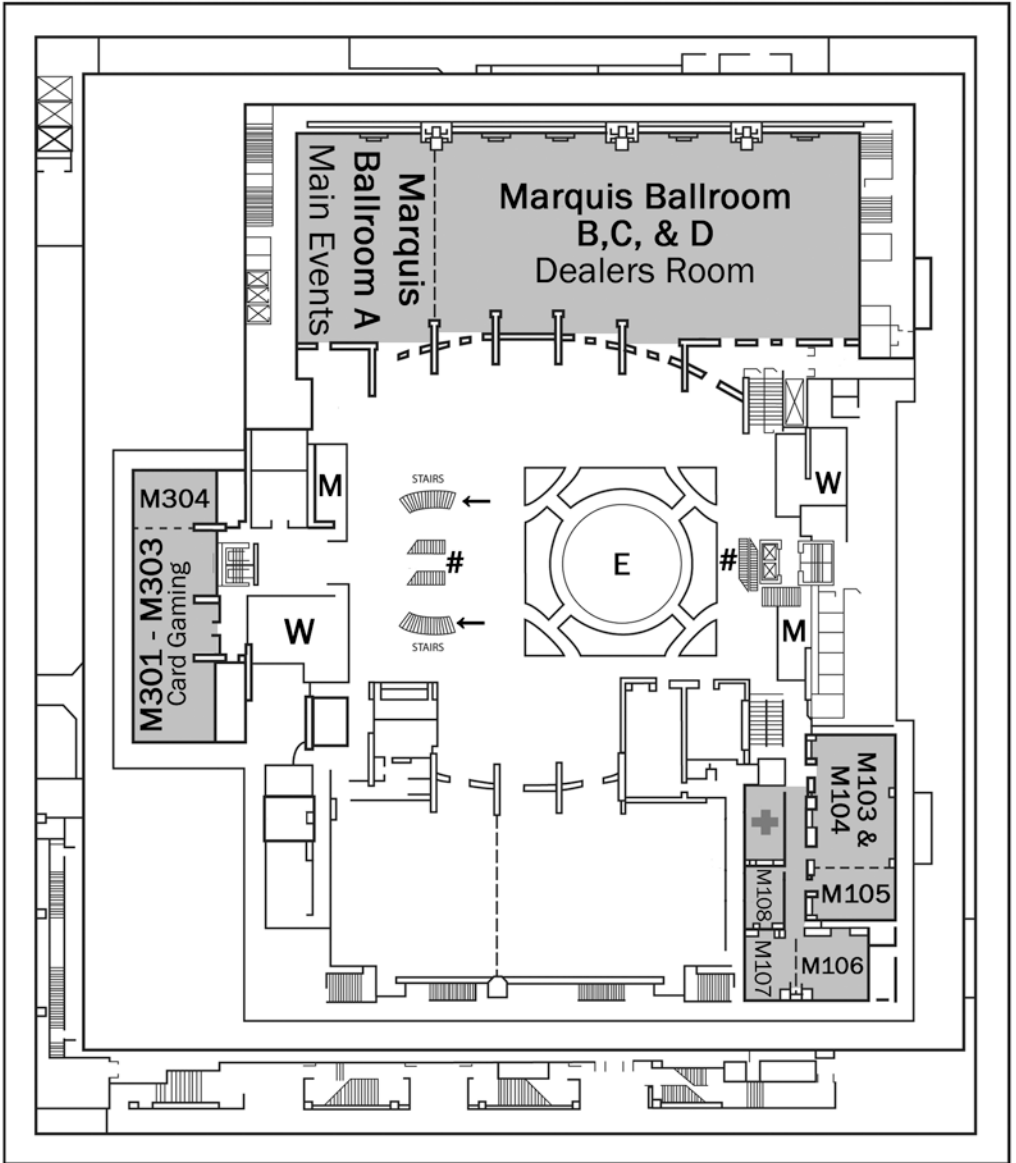 Marquis
Ballroom A
Main Events
Marquis Ballroom
B,C, & D
Dealers Room
M304
M301 - M303
Card Gaming
M
W
STAIRS
←
#
←
STAIRS
E
#
W
M
M103 &
M104
M105
M108
M107
M106